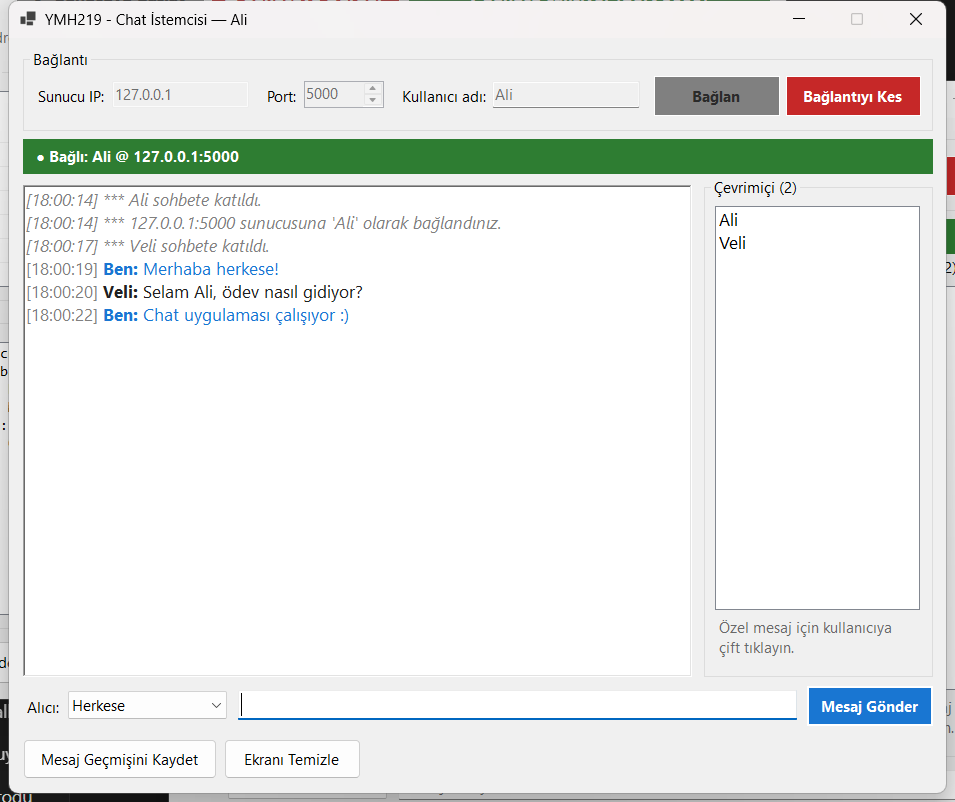 YMH219 - Chat İstemcisi — Ali
Bağlantı
Sunucu IP: 127.0.0.1 Port: 5000 Kullanıcı adı: Ali Bağlan Bağlantıyı Kes
● Bağlı: Ali @ 127.0.0.1:5000
[18:00:14] *** Ali sohbete katıldı.
[18:00:14] *** 127.0.0.1:5000 sunucusuna 'Ali' olarak bağlandınız.
[18:00:17] *** Veli sohbete katıldı.
[18:00:19] Ben: Merhaba herkese!
[18:00:20] Veli: Selam Ali, ödev nasıl gidiyor?
[18:00:22] Ben: Chat uygulaması çalışıyor :)
Çevrimiçi (2)
Ali
Veli
Özel mesaj için kullanıcıya
çift tıklayın.
Alıcı: Herkese Mesaj Gönder
Mesaj Geçmişini Kaydet Ekranı Temizle